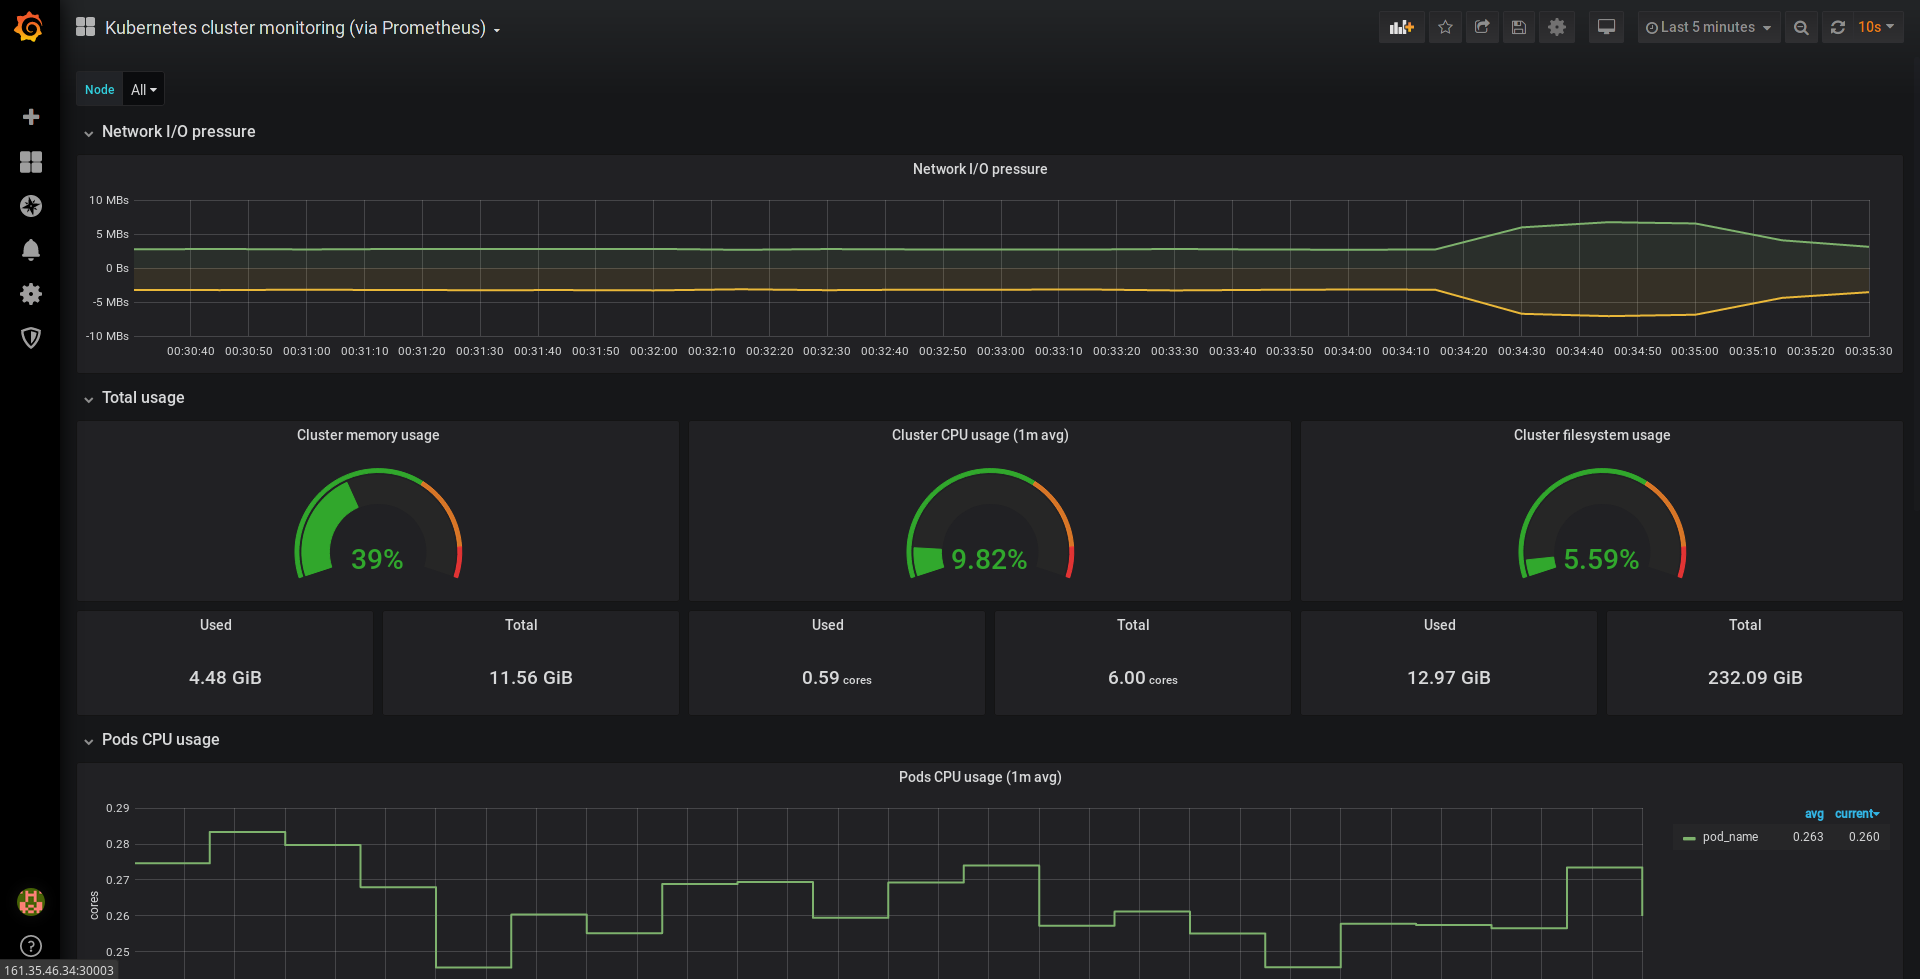 Kubernetes cluster monitoring (via Prometheus)
Last 5 minutes
10s
Node All
Network I/O pressure
Network I/O pressure
10 MBs
5 MBs
0 Bs
-5 MBs
-10 MBs
00:30:40 00:30:50 00:31:00 00:31:10 00:31:20 00:31:30 00:31:40 00:31:50 00:32:00 00:32:10 00:32:20 00:32:30 00:32:40 00:32:50 00:33:00 00:33:10 00:33:20 00:33:30 00:33:40 00:33:50 00:34:00 00:34:10 00:34:20 00:34:30 00:34:40 00:34:50 00:35:00 00:35:10 00:35:20 00:35:30
Total usage
Cluster memory usage
39%
Cluster CPU usage (1m avg)
9.82%
Cluster filesystem usage
5.59%
Used
4.48 GiB
Total
11.56 GiB
Used
0.59 cores
Total
6.00 cores
Used
12.97 GiB
Total
232.09 GiB
Pods CPU usage
Pods CPU usage (1m avg)
0.29
0.28
0.27
0.26
0.25
cores
avg current
pod_name 0.263 0.260
?
161.35.46.34:30003